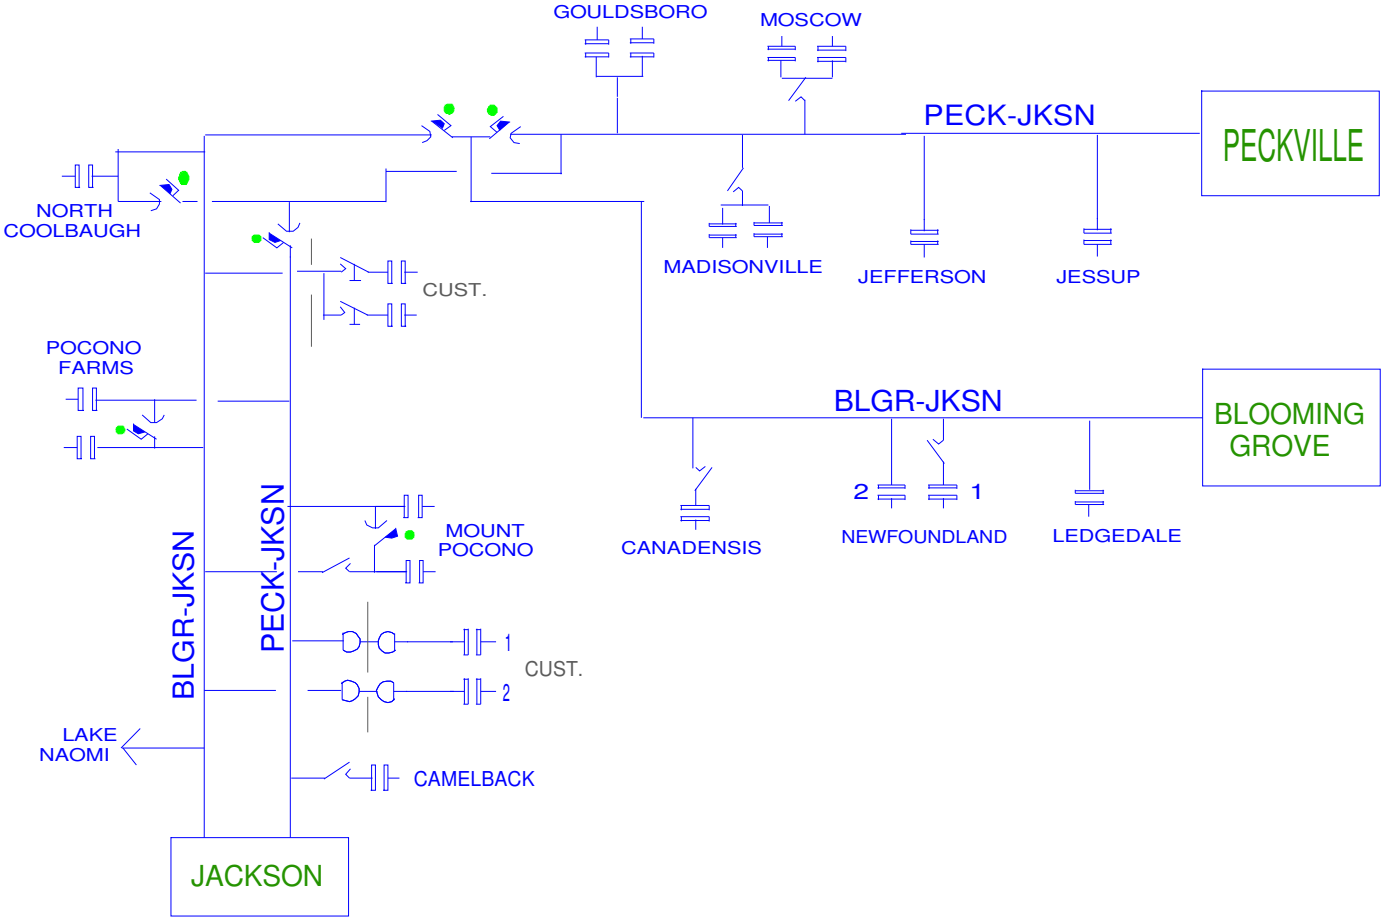 GOULDSBORO
MOSCOW
PECK-JKSN
PECKVILLE
NORTH
COOLBAUGH
MADISONVILLE
JEFFERSON
JESSUP
CUST.
POCONO
FARMS
BLGR-JKSN
BLOOMING
GROVE
2
1
NEWFOUNDLAND
CANADENSIS
LEDGEDALE
MOUNT
POCONO
PECK-JKSN
BLGR-JKSN
1
CUST.
2
LAKE
NAOMI
CAMELBACK
JACKSON